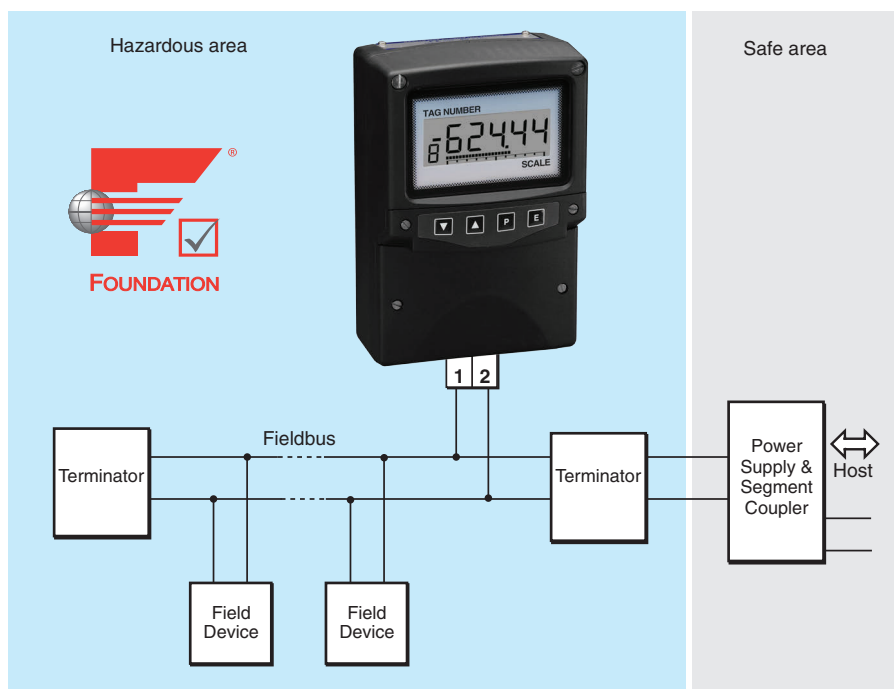 Hazardous area
Safe area
TAG NUMBER
-624.44
8
SCALE
P
E
®
FOUNDATION
1 2
Fieldbus
Terminator
Terminator
Power
Supply &
Segment
Coupler
Host
Field
Device
Field
Device